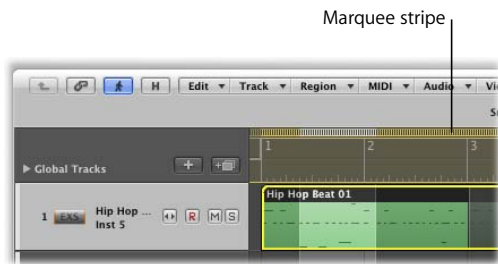 Marquee stripe
H Edit Track Region MIDI Audio Vi
S
1 2 3
Global Tracks
Hip Hop Beat 01
1 EXS Hip Hop ... R M S
Inst 5